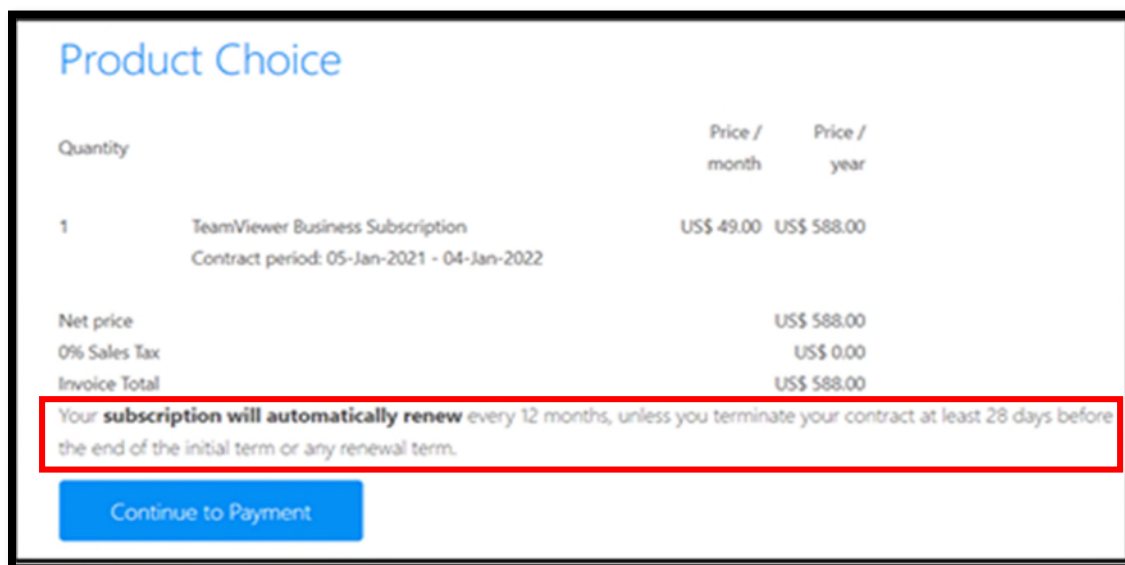 Product Choice
Quantity
Price / Price /
month year
1 TeamViewer Business Subscription US$ 49.00 US$ 588.00
Contract period: 05-Jan-2021 - 04-Jan-2022
Net price US$ 588.00
0% Sales Tax US$ 0.00
Invoice Total US$ 588.00
Your subscription will automatically renew every 12 months, unless you terminate your contract at least 28 days before
the end of the initial term or any renewal term.
Continue to Payment